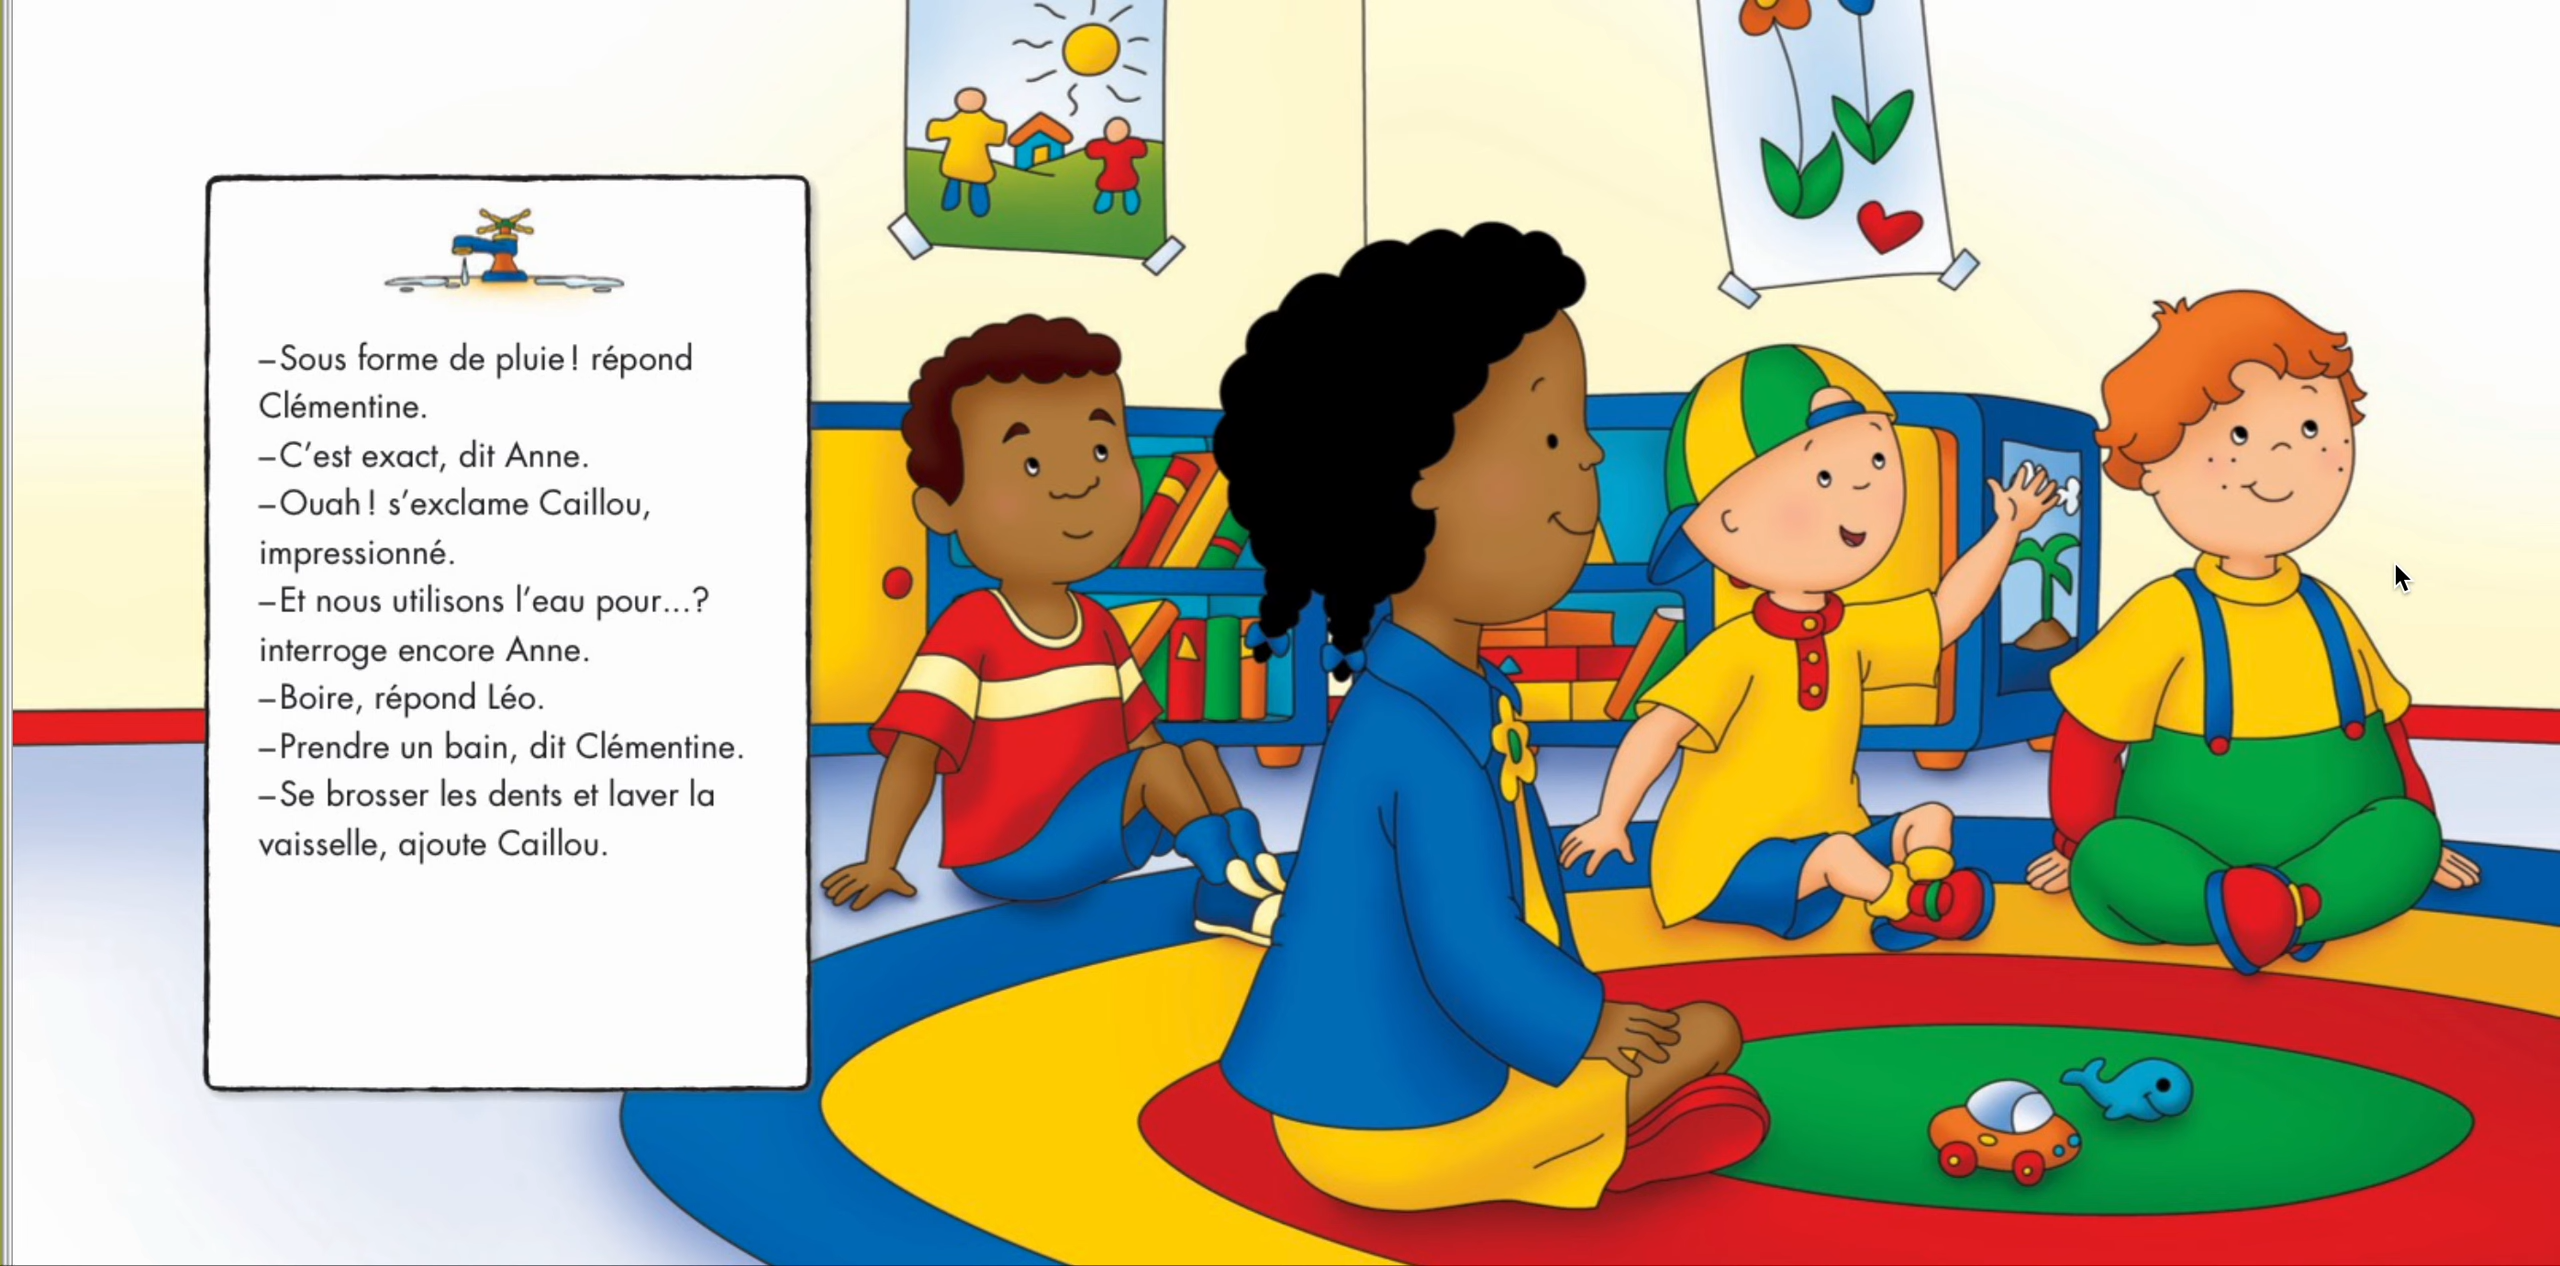 –Sous forme de pluie ! répond
Clémentine.
–C’est exact, dit Anne.
–Ouah ! s’exclame Caillou,
impressionné.
–Et nous utilisons l’eau pour...?
interroge encore Anne.
–Boire, répond Léo.
–Prendre un bain, dit Clémentine.
–Se brosser les dents et laver la
vaisselle, ajoute Caillou.